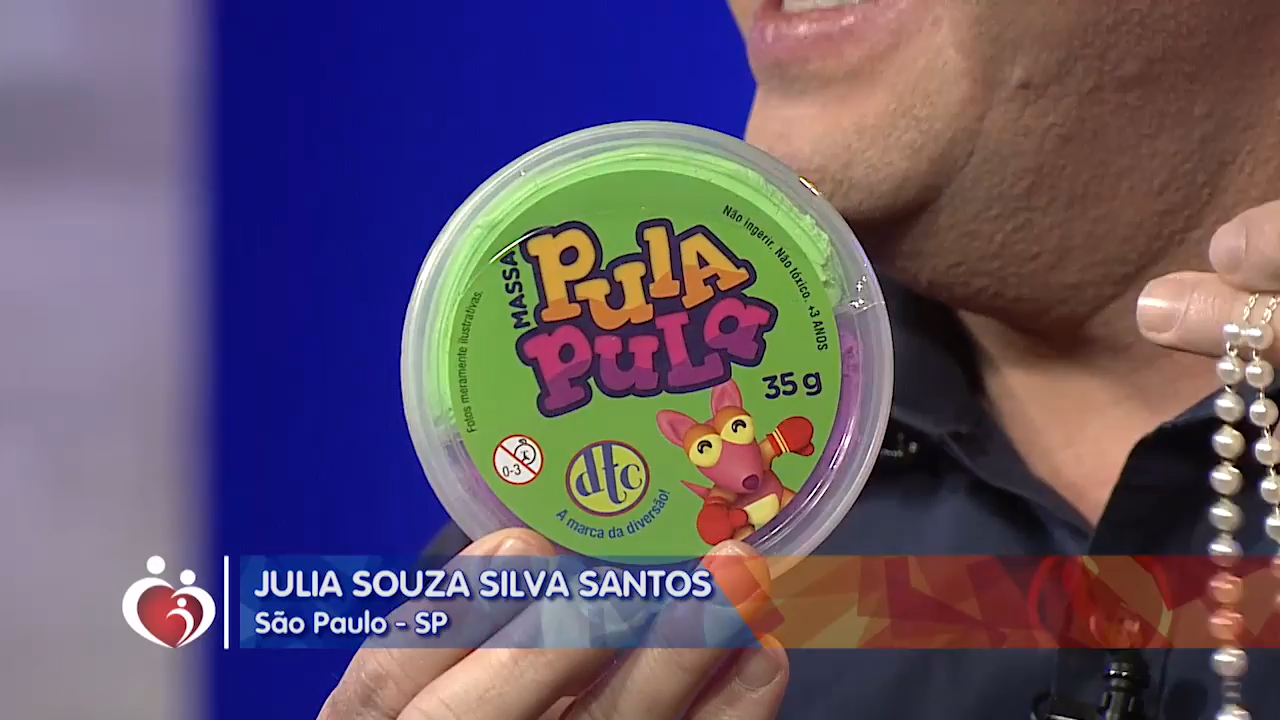 MASSA
PULA
PULA
Não ingerir. Não tóxico. +3 ANOS
Fotos meramente ilustrativas.
35 g
0-3
dtc
A marca da diversão!
JULIA SOUZA SILVA SANTOS
São Paulo - SP